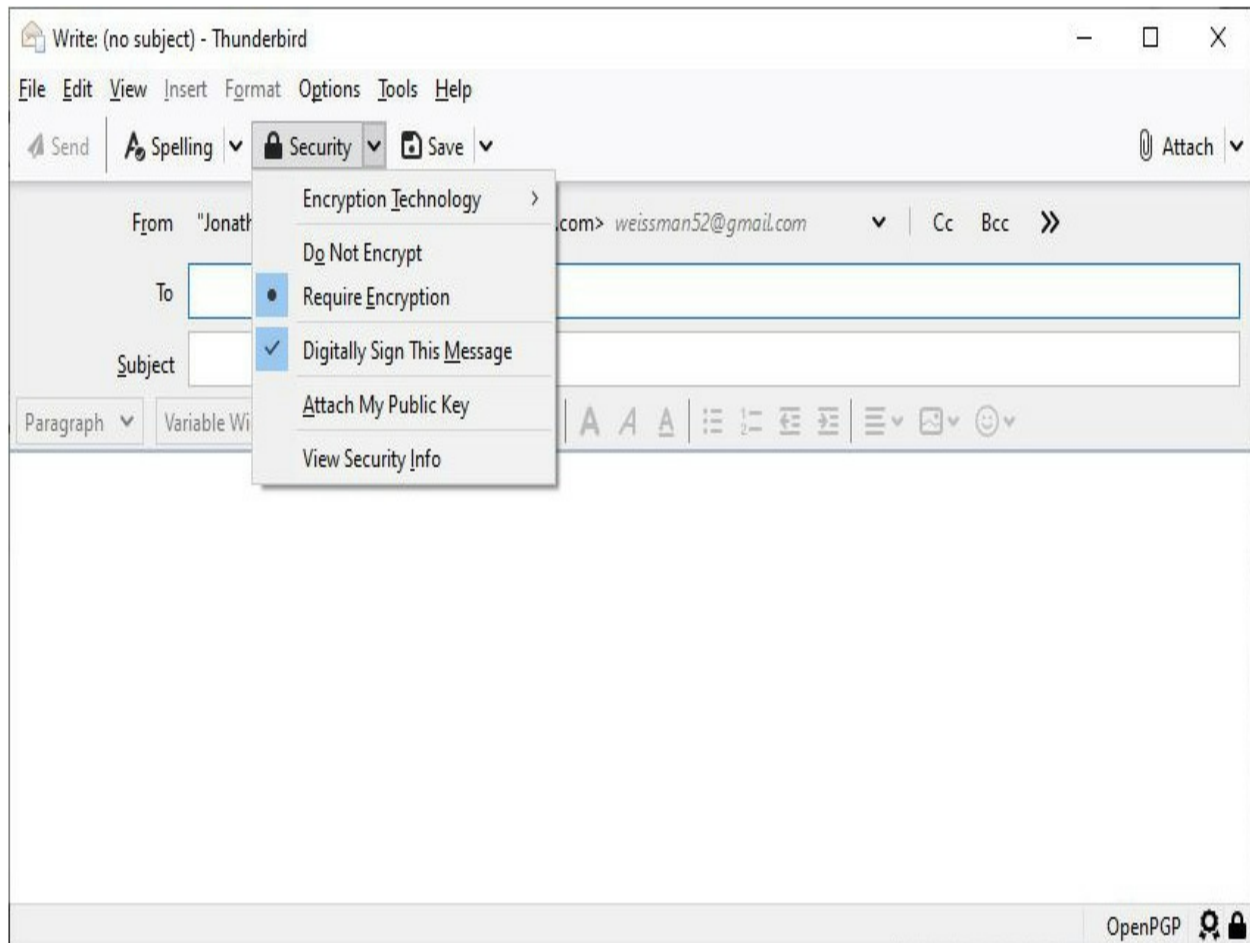 Write: (no subject) - Thunderbird
File Edit View Insert Format Options Tools Help
Send Spelling Security Save Attach
Encryption Technology
From "Jonath .com> weissman52@gmail.com Cc Bcc
Do Not Encrypt
To
Require Encryption
Digitally Sign This Message
Subject
Attach My Public Key
Paragraph Variable Wi A A A
View Security Info
OpenPGP